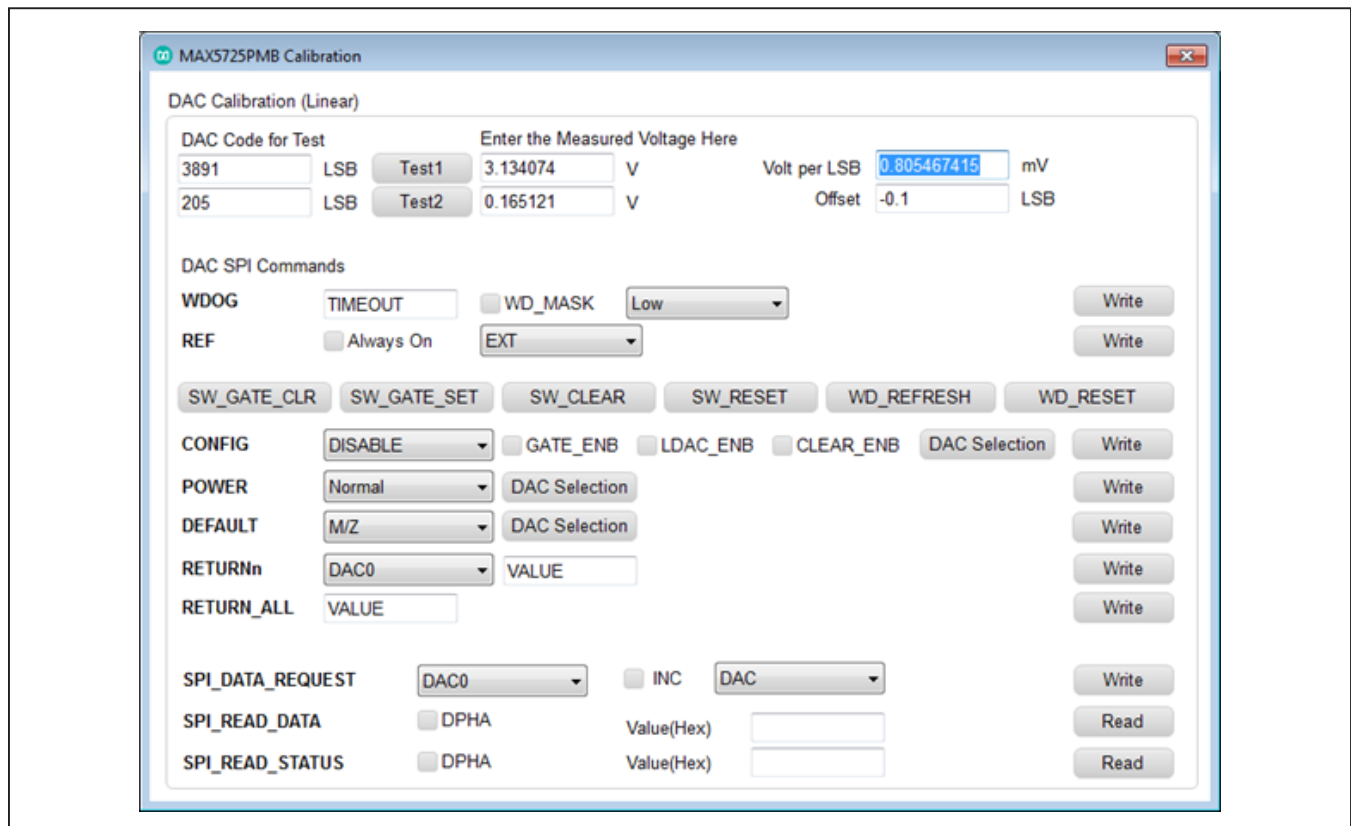 MAX5725PMB Calibration
DAC Calibration (Linear)
DAC Code for Test Enter the Measured Voltage Here
3891 LSB Test1 3.134074 V Volt per LSB 0.805467415 mV
205 LSB Test2 0.165121 V Offset -0.1 LSB
DAC SPI Commands
WDOG TIMEOUT WD_MASK Low Write
REF Always On EXT Write
SW_GATE_CLR SW_GATE_SET SW_CLEAR SW_RESET WD_REFRESH WD_RESET
CONFIG DISABLE GATE_ENB LDAC_ENB CLEAR_ENB DAC Selection Write
POWER Normal DAC Selection Write
DEFAULT M/Z DAC Selection Write
RETURNn DAC0 VALUE Write
RETURN_ALL VALUE Write
SPI_DATA_REQUEST DAC0 INC DAC Write
SPI_READ_DATA DPHA Value(Hex) Read
SPI_READ_STATUS DPHA Value(Hex) Read